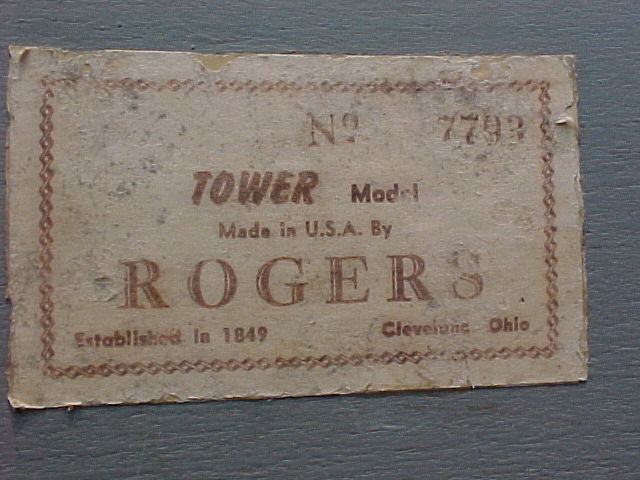 Nº 7793
TOWER Model
Made in U.S.A. By
ROGERS
Established in 1849 Cleveland Ohio